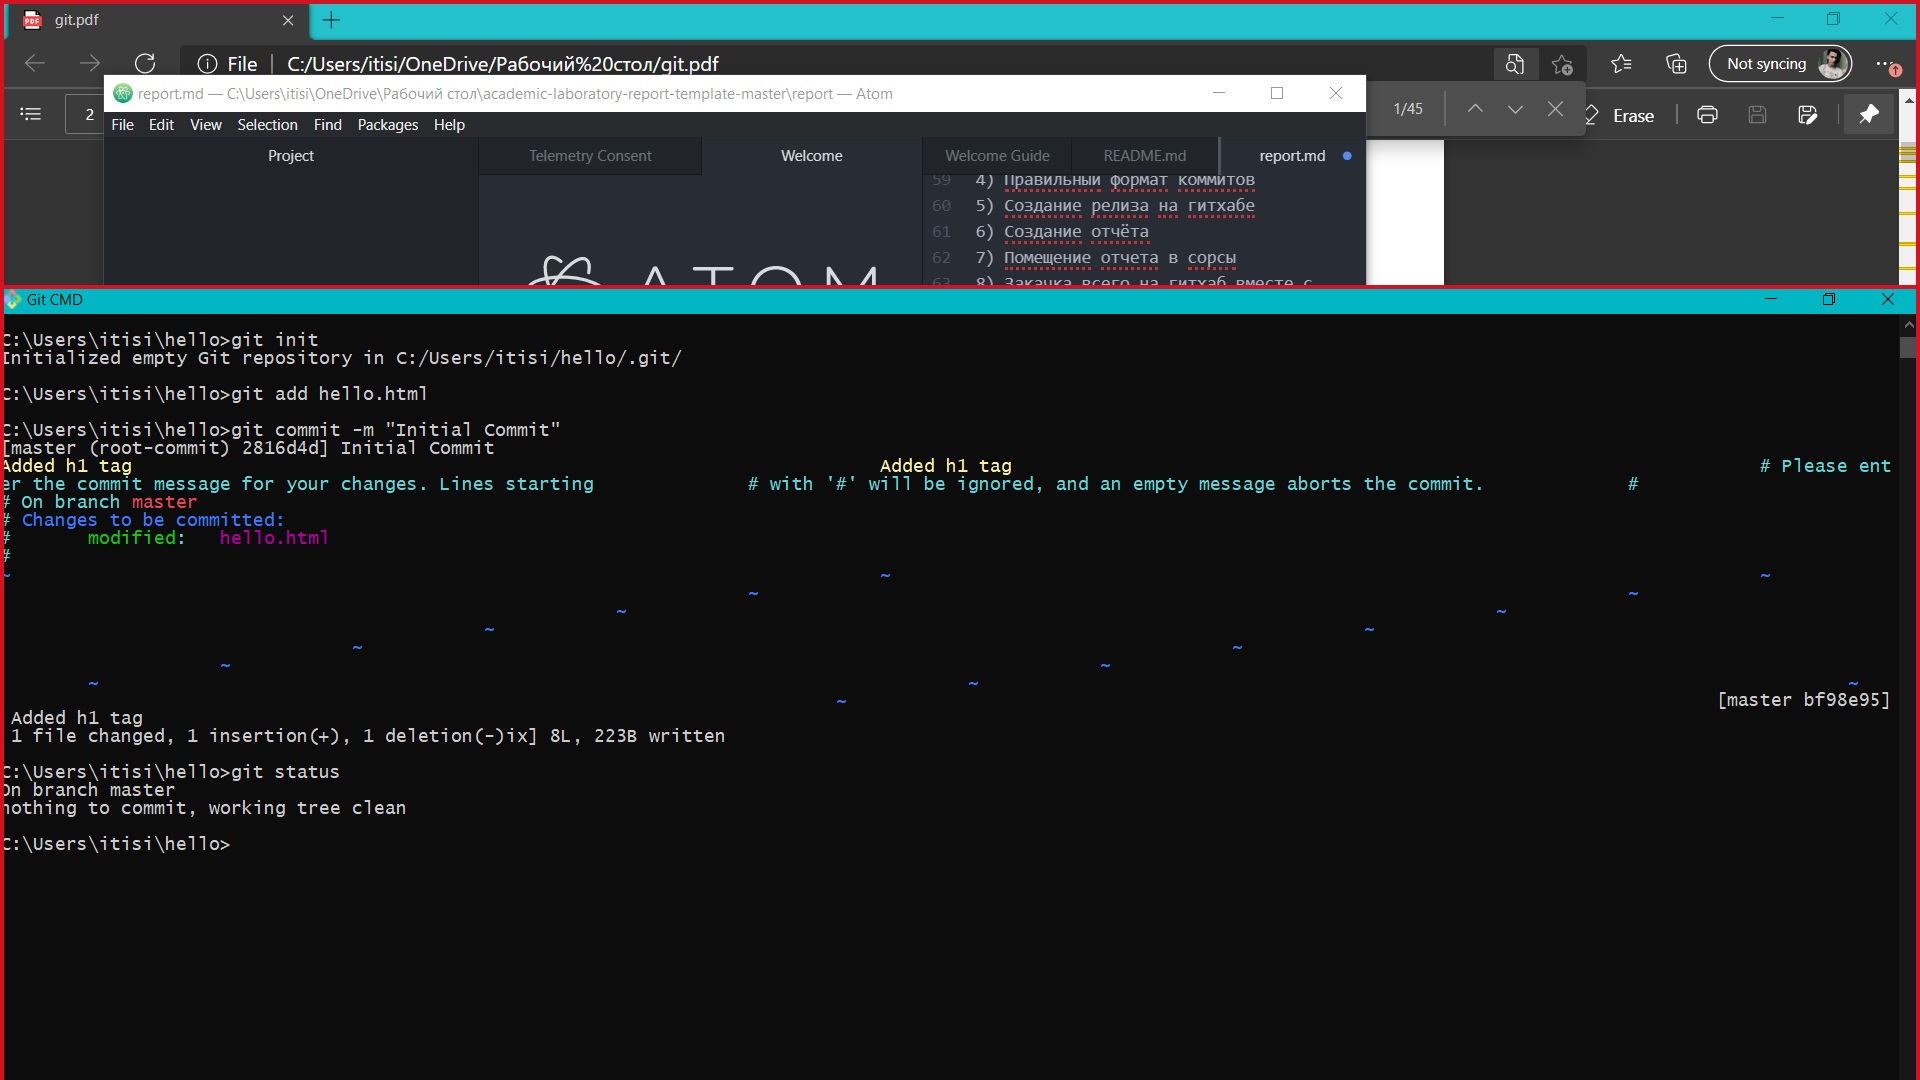 git.pdf
File
C:/Users/itisi/OneDrive/Рабочий%20стол/git.pdf
Not syncing
report.md — C:\Users\itisi\OneDrive\Рабочий стол\academic-laboratory-report-template-master\report — Atom
2
1/45
Erase
File Edit View Selection Find Packages Help
Project
Telemetry Consent
Welcome
Welcome Guide
README.md
report.md
59 4) Правильный формат коммитов
60 5) Создание релиза на гитхабе
61 6) Создание отчёта
62 7) Помещение отчета в сорсы
63 8) Закачка всего на гитхаб вместе с
ATOM
Git CMD
C:\Users\itisi\hello>git init
Initialized empty Git repository in C:/Users/itisi/hello/.git/
C:\Users\itisi\hello>git add hello.html
C:\Users\itisi\hello>git commit -m "Initial Commit"
[master (root-commit) 2816d4d] Initial Commit
Added h1 tag Added h1 tag # Please ent
er the commit message for your changes. Lines starting # with '#' will be ignored, and an empty message aborts the commit. #
# On branch master
# Changes to be committed:
# modified: hello.html
#
~ ~ ~
~ ~
~ ~
~ ~
~ ~
~ ~
~ ~ ~
~ [master bf98e95]
Added h1 tag
1 file changed, 1 insertion(+), 1 deletion(-)ix] 8L, 223B written
C:\Users\itisi\hello>git status
On branch master
nothing to commit, working tree clean
C:\Users\itisi\hello>